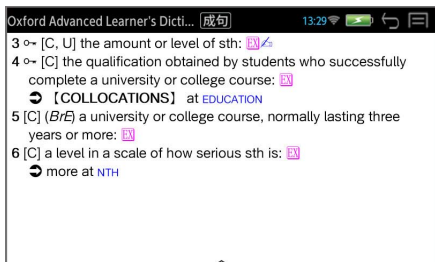 Oxford Advanced Learner's Dicti... 成句 13:29
3 [C, U] the amount or level of sth: EX
4 [C] the qualification obtained by students who successfully
complete a university or college course: EX
➲ 【COLLOCATIONS】 at EDUCATION
5 [C] (BrE) a university or college course, normally lasting three
years or more: EX
6 [C] a level in a scale of how serious sth is: EX
➲ more at NTH